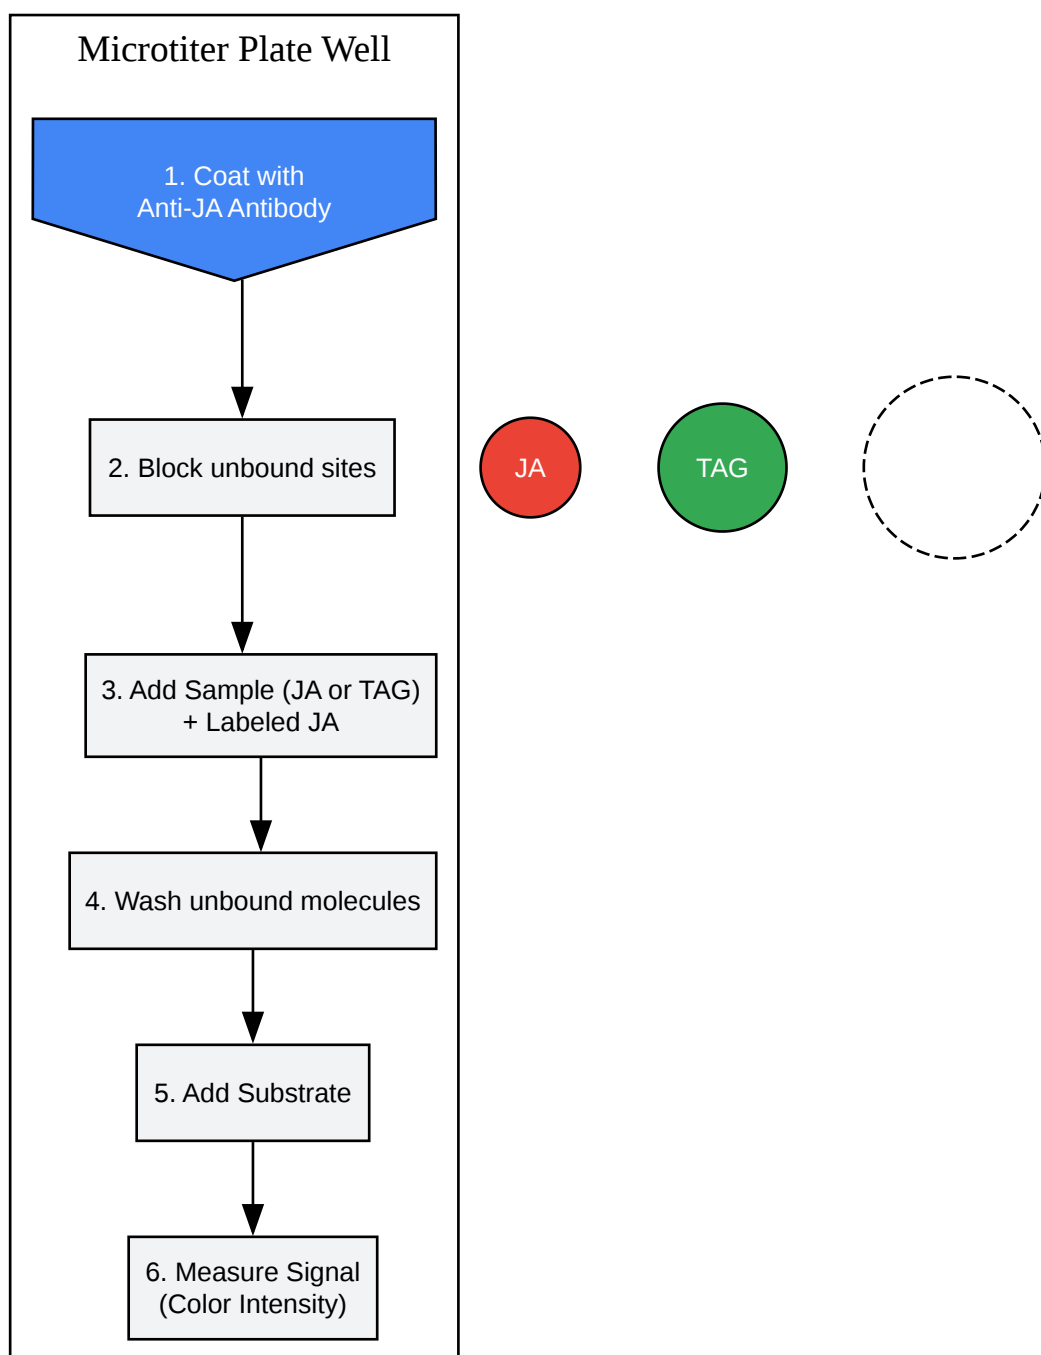 Microtiter Plate Well
1. Coat with
Anti-JA Antibody
2. Block unbound sites
JA
TAG
3. Add Sample (JA or TAG)
+ Labeled JA
4. Wash unbound molecules
5. Add Substrate
6. Measure Signal
(Color Intensity)